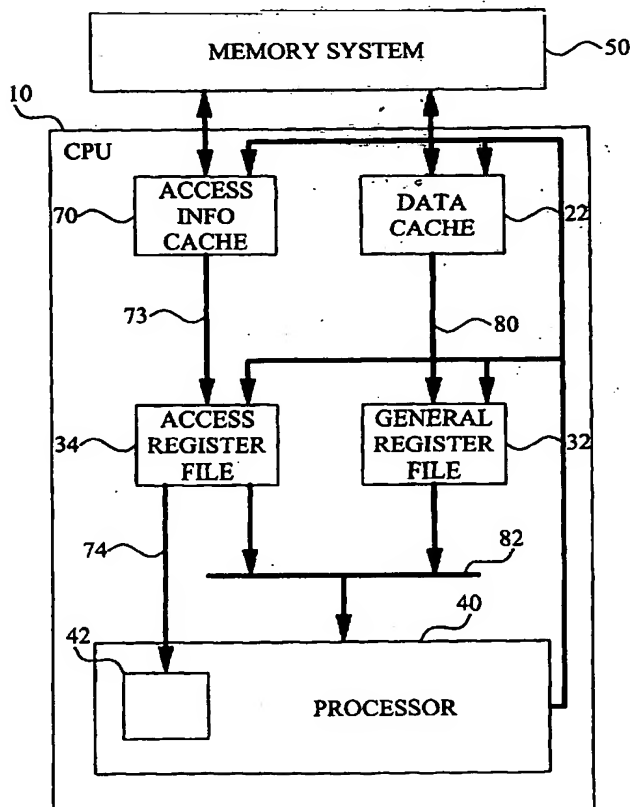 MEMORY SYSTEM
50
10
CPU
ACCESS
INFO
CACHE
70
DATA
CACHE
22
73
80
ACCESS
REGISTER
FILE
34
GENERAL
REGISTER
FILE
32
74
82
42
40
PROCESSOR